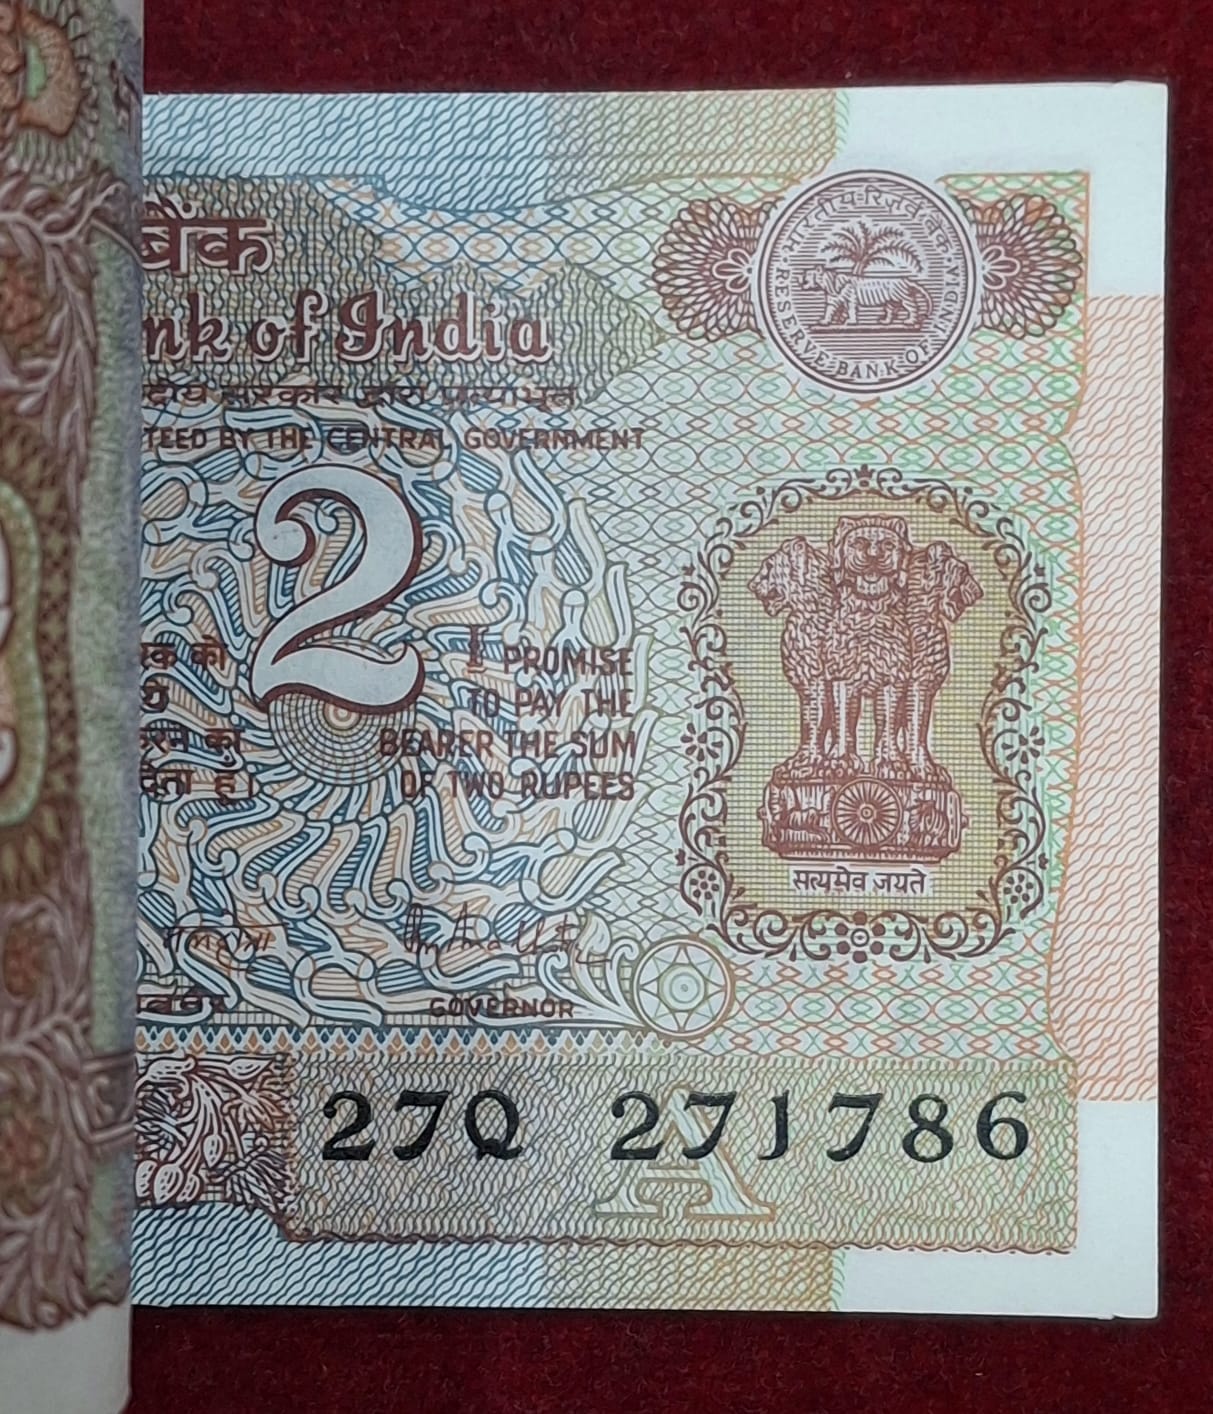 बैंक
nk of India
भारतीय रिज़र्व बैंक
RESERVE BANK OF INDIA
सरकार द्वारा प्रत्याभूत
TEED BY THE CENTRAL GOVERNMENT
2
I PROMISE
TO PAY THE
BEARER THE SUM
OF TWO RUPEES
को
का
हूँ।
सत्यमेव जयते
GOVERNOR
27Q 271786
A